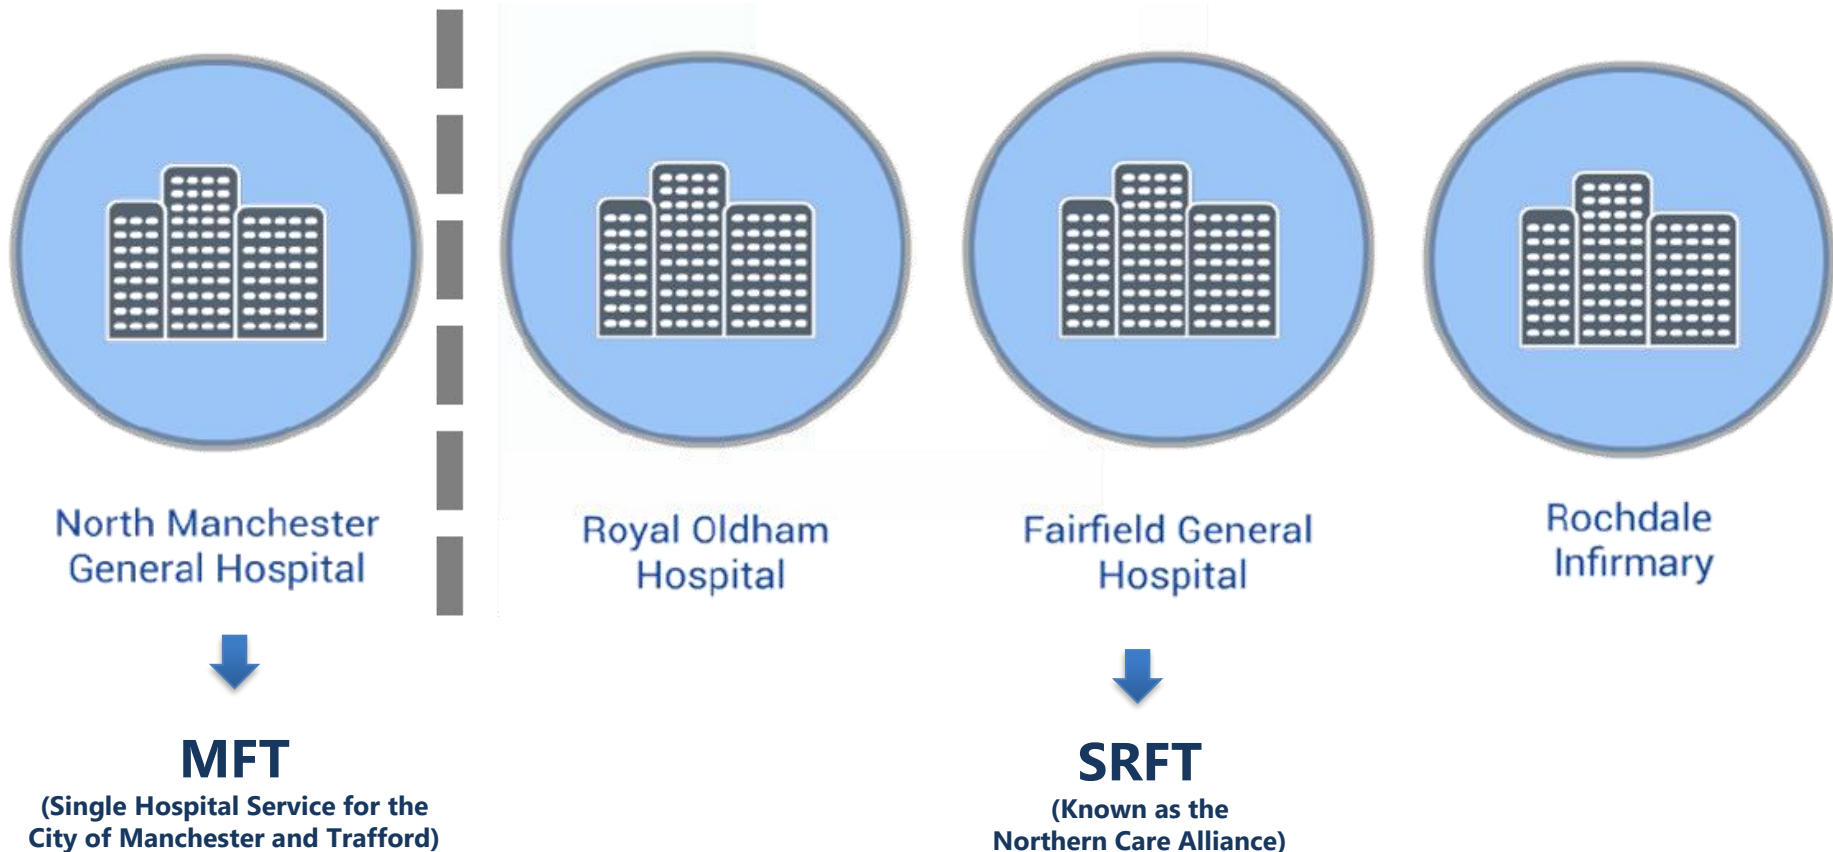 North Manchester
General Hospital
Royal Oldham
Hospital
Fairfield General
Hospital
Rochdale
Infirmary
MFT
(Single Hospital Service for the
City of Manchester and Trafford)
SRFT
(Known as the
Northern Care Alliance)